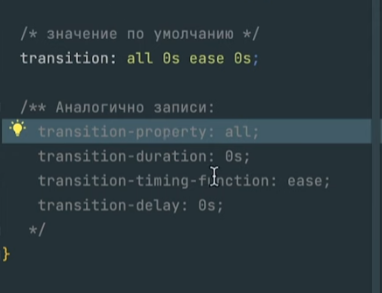 /* значение по умолчанию */
transition: all 0s ease 0s;
/** Аналогично записи:
transition-property: all;
transition-duration: 0s;
transition-timing-function: ease;
transition-delay: 0s;
*/
}